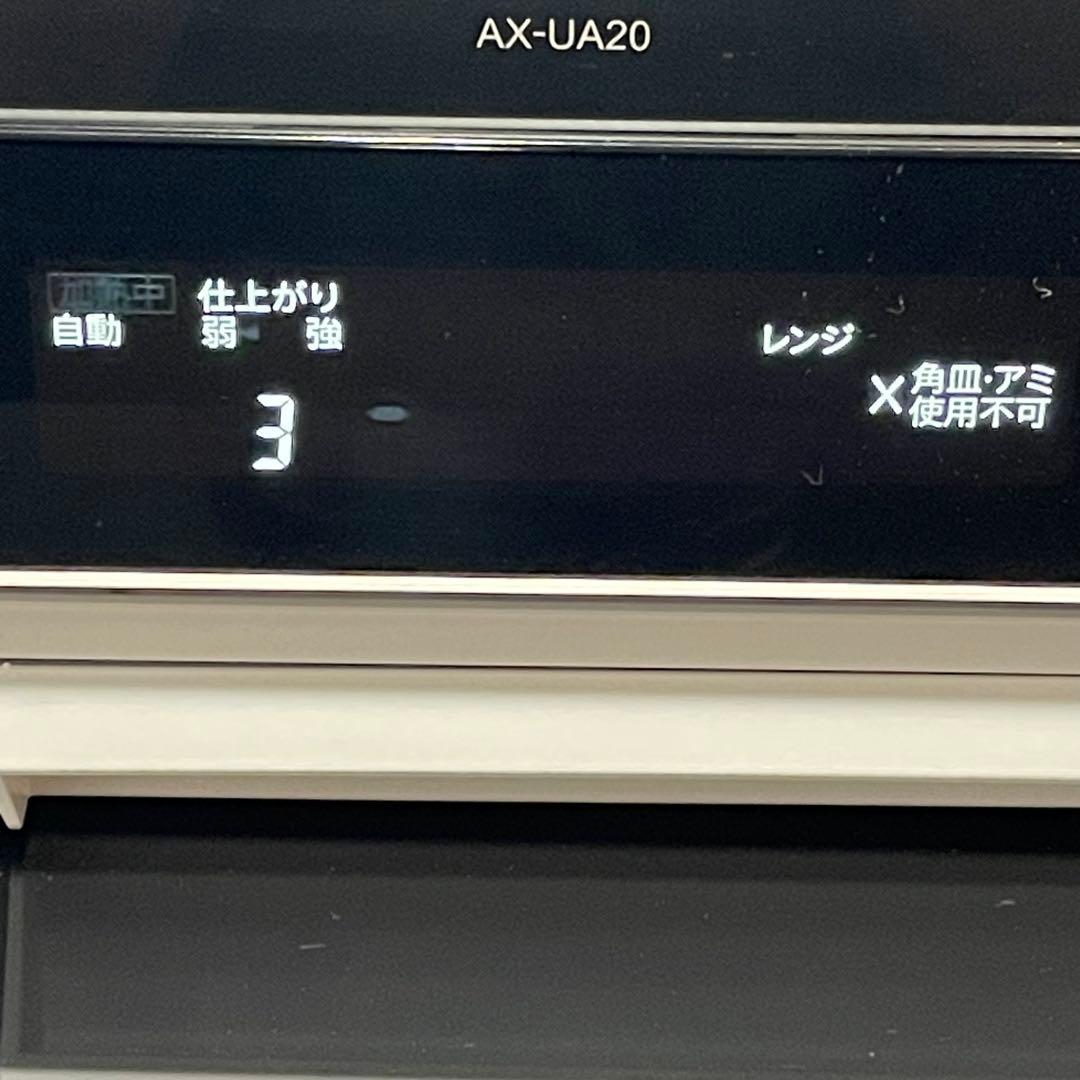 AX-UA20
加熱中 仕上がり
自動 弱 強
レンジ
×角皿・アミ
使用不可
3